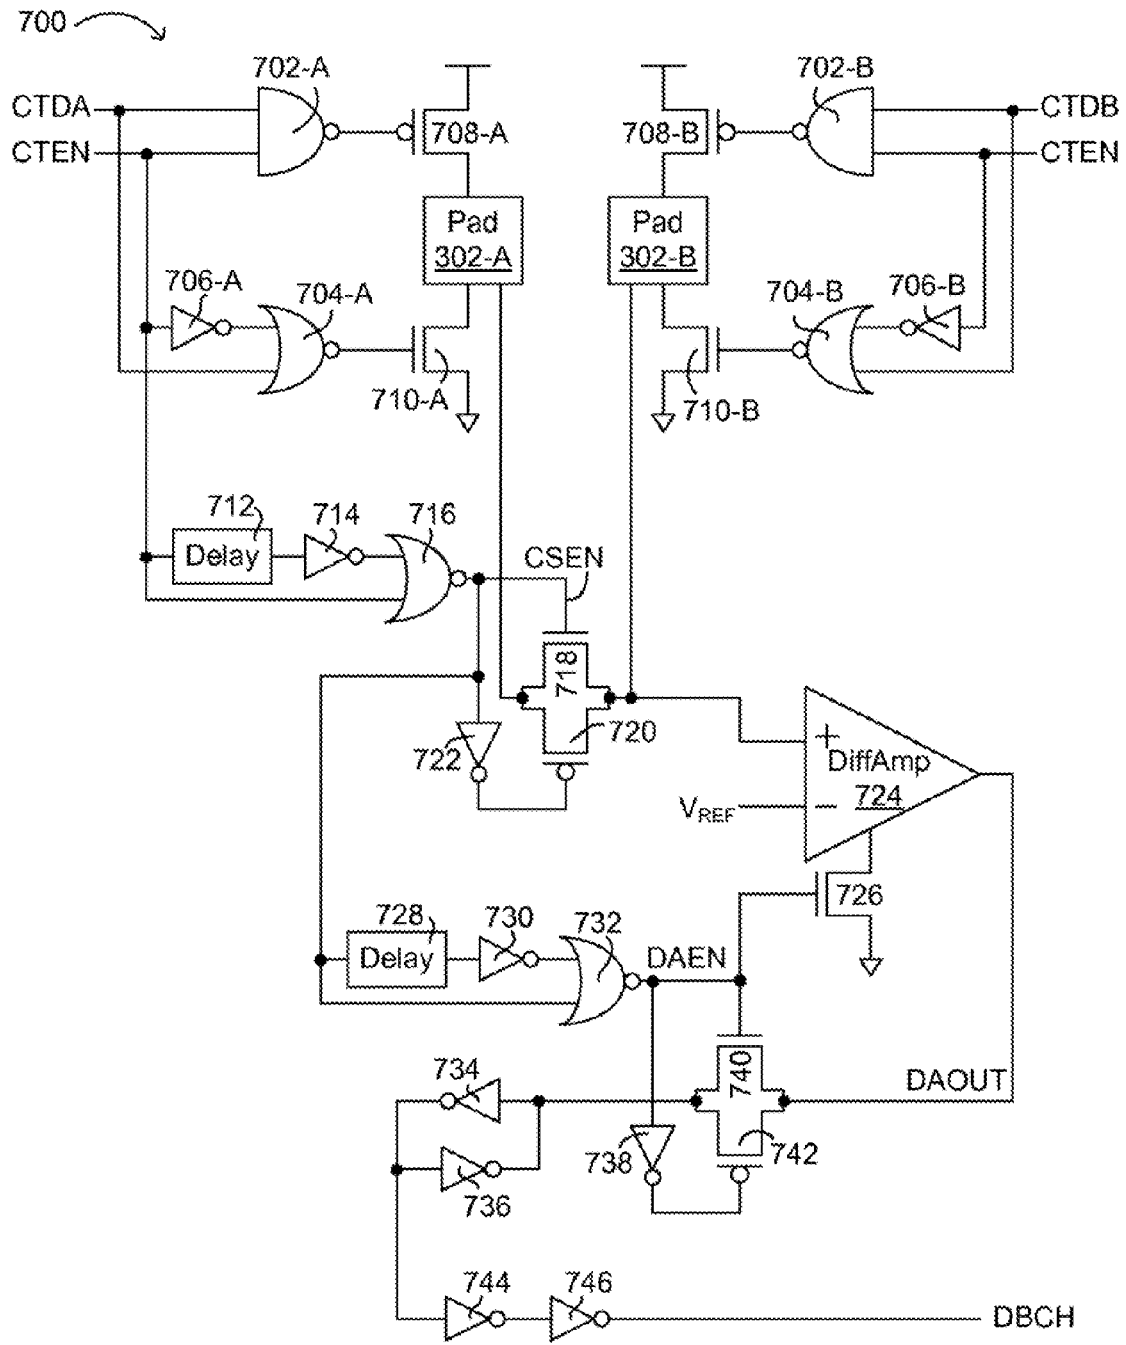 700
702-A
702-B
CTDA
CTDB
708-A
708-B
CTEN
CTEN
Pad
302-A
Pad
302-B
706-A
704-A
704-B
706-B
710-A
710-B
712
714
716
Delay
CSEN
718
720
722
+
DiffAmp
724
VREF
−
726
728
730
732
Delay
DAEN
734
740
DAOUT
738
742
736
744
746
DBCH